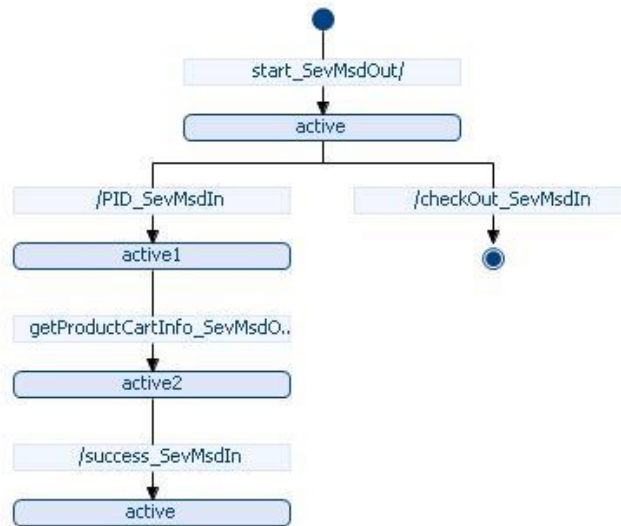 start_SevMsdOut/
active
/PID_SevMsdIn
/checkOut_SevMsdIn
active1
getProductCartInfo_SevMsdO..
active2
/success_SevMsdIn
active